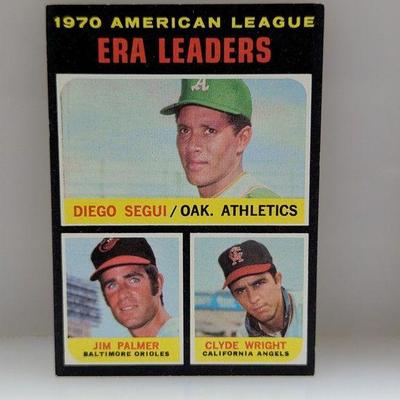 1970 AMERICAN LEAGUE
ERA LEADERS
A
DIEGO SEGUI / OAK. ATHLETICS
JIM PALMER
BALTIMORE ORIOLES
CLYDE WRIGHT
CALIFORNIA ANGELS